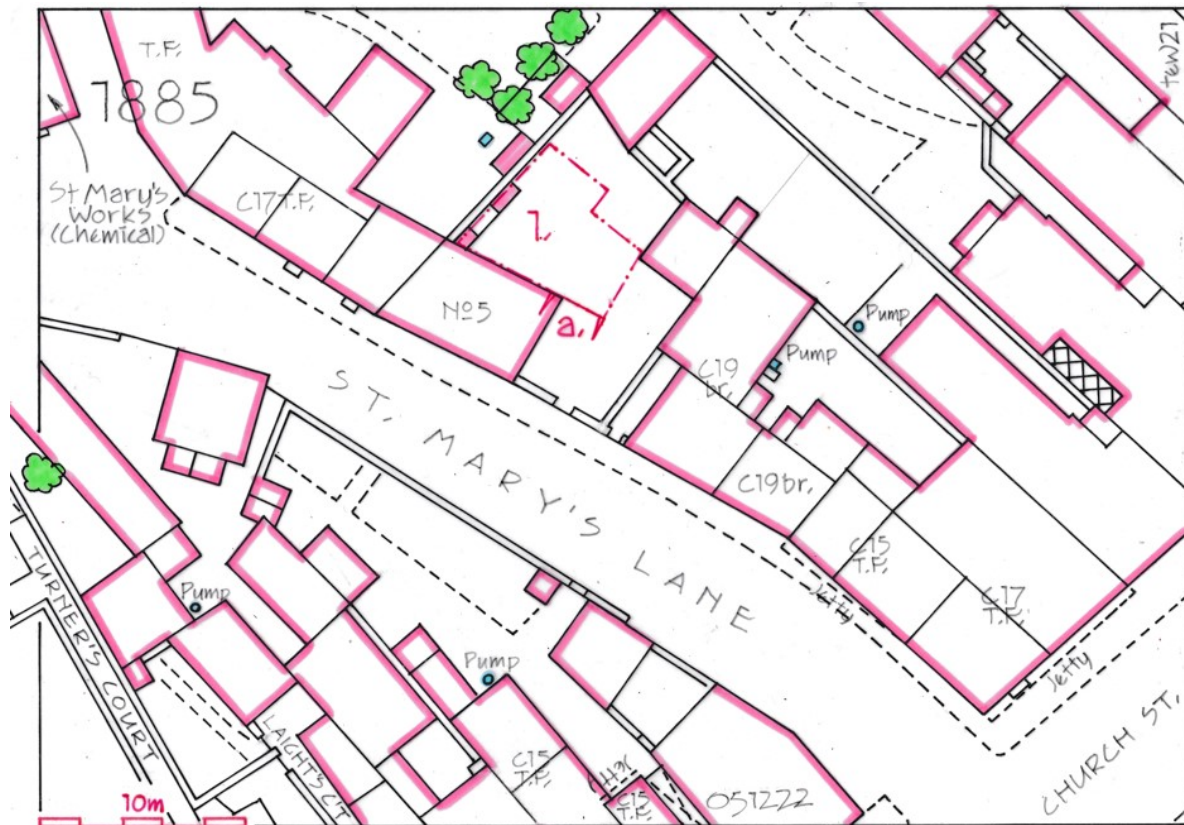 T.F.
1885
tew21
St Mary's
Works
(Chemical)
C17 T.F.
1.
Nº5
a.
Pump
Pump
C19
br.
ST. MARY'S LANE
C19br.
C15
T.F.
C17
T.F.
Jetty
Jetty
TURNER'S COURT
Pump
Pump
LAIGHT'S C'T
C15
T.F.
C15
T.F.
051222
CHURCH ST.
10m